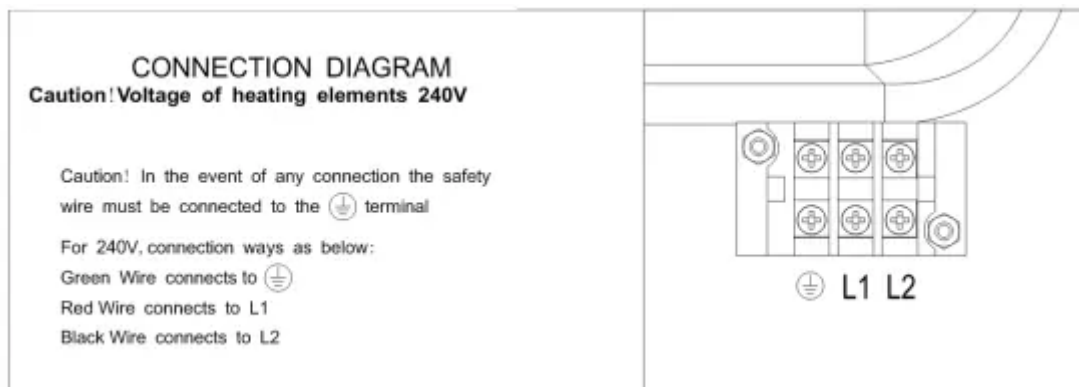 CONNECTION DIAGRAM
Caution!Voltage of heating elements 240V
Caution! In the event of any connection the safety
wire must be connected to the ⏚ terminal
For 240V, connection ways as below:
Green Wire connects to ⏚
Red Wire connects to L1
Black Wire connects to L2
⏚ L1 L2